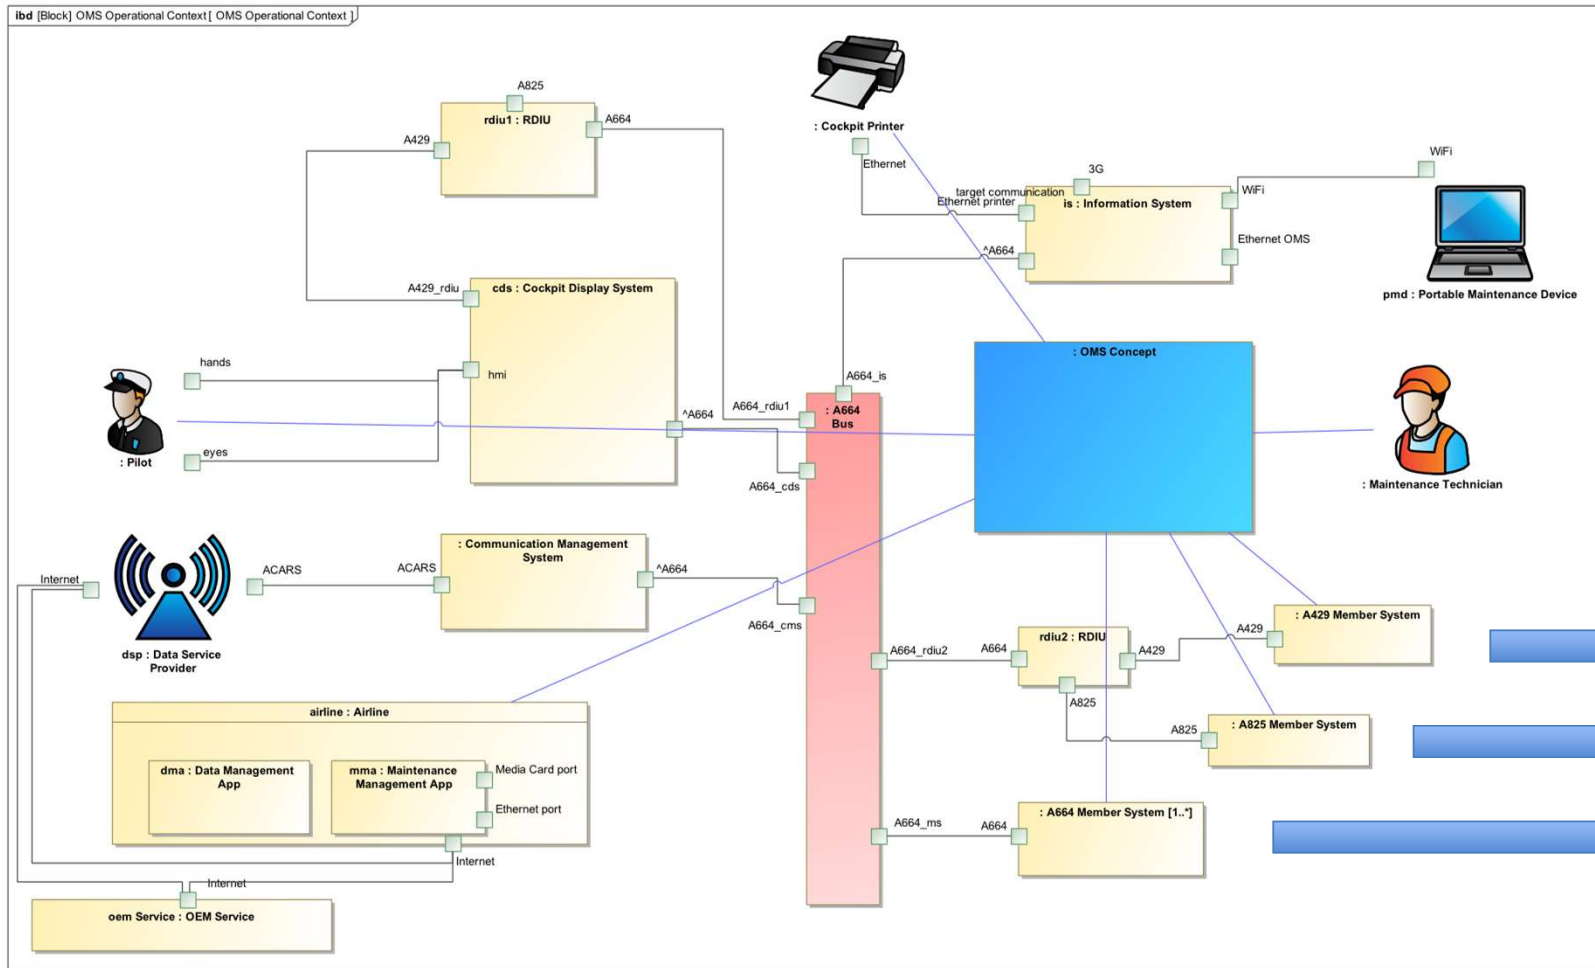 ibd [Block] OMS Operational Context [ OMS Operational Context ]
A825
rdiu1 : RDIU
A664
A429
: Cockpit Printer
Ethernet
WiFi
3G
target communication
Ethernet printer
is : Information System
WiFi
Ethernet OMS
^A664
pmd : Portable Maintenance Device
A429_rdiu
cds : Cockpit Display System
hands
hmi
eyes
: Pilot
^A664
A664_rdiu1
A664_is
: A664
Bus
A664_cds
: OMS Concept
: Maintenance Technician
Internet
ACARS
ACARS
: Communication Management
System
^A664
A664_cms
dsp : Data Service
Provider
A664_rdiu2
A664
rdiu2 : RDIU
A429
A825
A429
: A429 Member System
A825
: A825 Member System
airline : Airline
dma : Data Management
App
mma : Maintenance
Management App
Media Card port
Ethernet port
Internet
A664_ms
A664
: A664 Member System [1..*]
Internet
oem Service : OEM Service